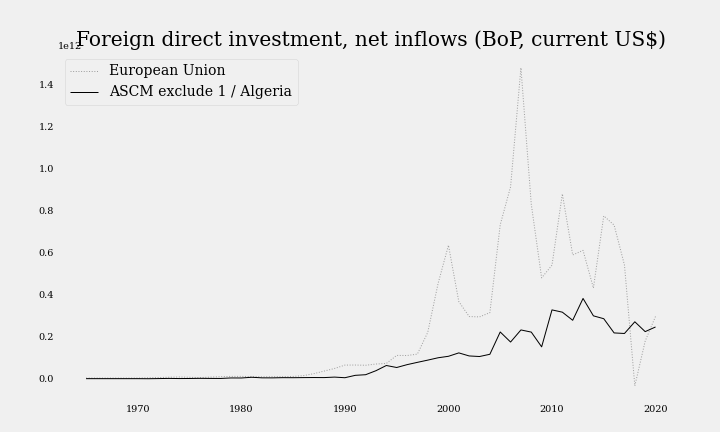 Foreign direct investment, net inflows (BoP, current US$)
1e12
European Union
ASCM exclude 1 / Algeria
1.4
1.2
1.0
0.8
0.6
0.4
0.2
0.0
1970 1980 1990 2000 2010 2020